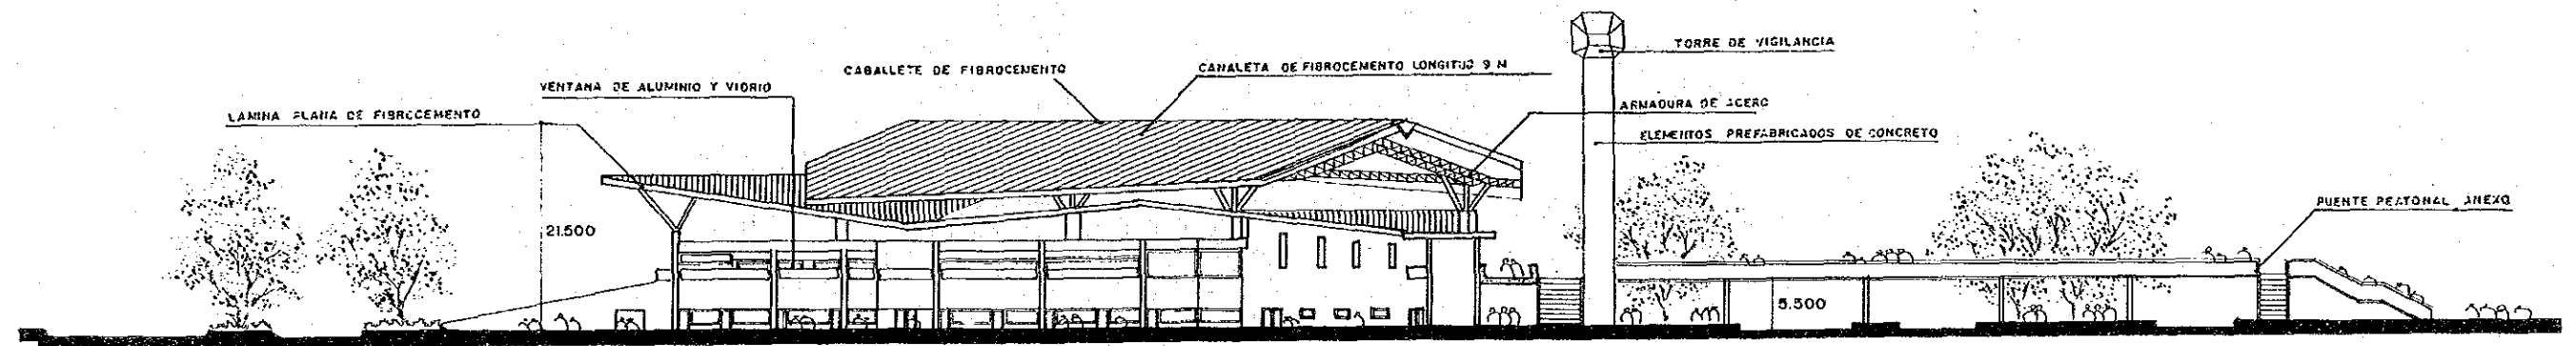 TORRE DE VIGILANCIA
CABALLETE DE FIBROCEMENTO
CANALETA DE FIBROCEMENTO LONGITUD 9 M
VENTANA DE ALUMINIO Y VIDRIO
ARMADURA DE ACERO
LAMINA PLANA DE FIBROCEMENTO
ELEMENTOS PREFABRICADOS DE CONCRETO
PUENTE PEATONAL ANEXO
21.500
5.500